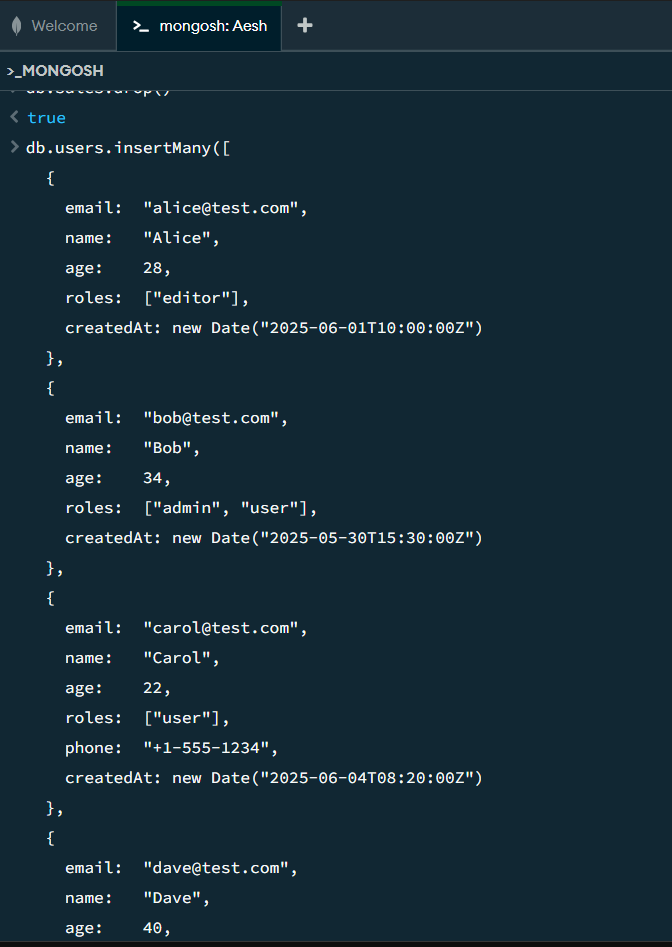 Welcome
>_ mongosh: Aesh
+
>_MONGOSH
db.sales.drop()
< true
> db.users.insertMany([
{
email: "alice@test.com",
name: "Alice",
age: 28,
roles: ["editor"],
createdAt: new Date("2025-06-01T10:00:00Z")
},
{
email: "bob@test.com",
name: "Bob",
age: 34,
roles: ["admin", "user"],
createdAt: new Date("2025-05-30T15:30:00Z")
},
{
email: "carol@test.com",
name: "Carol",
age: 22,
roles: ["user"],
phone: "+1-555-1234",
createdAt: new Date("2025-06-04T08:20:00Z")
},
{
email: "dave@test.com",
name: "Dave",
age: 40,